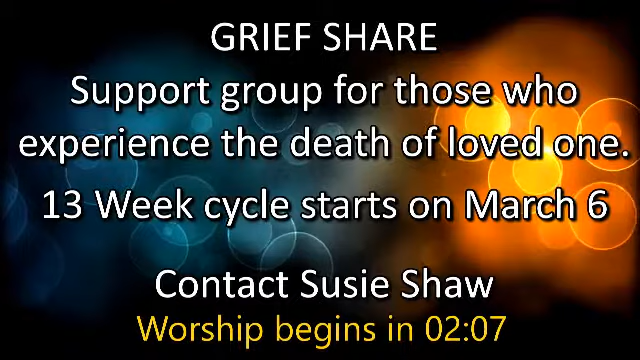 GRIEF SHARE
Support group for those who
experience the death of loved one.
13 Week cycle starts on March 6
Contact Susie Shaw
Worship begins in 02:07